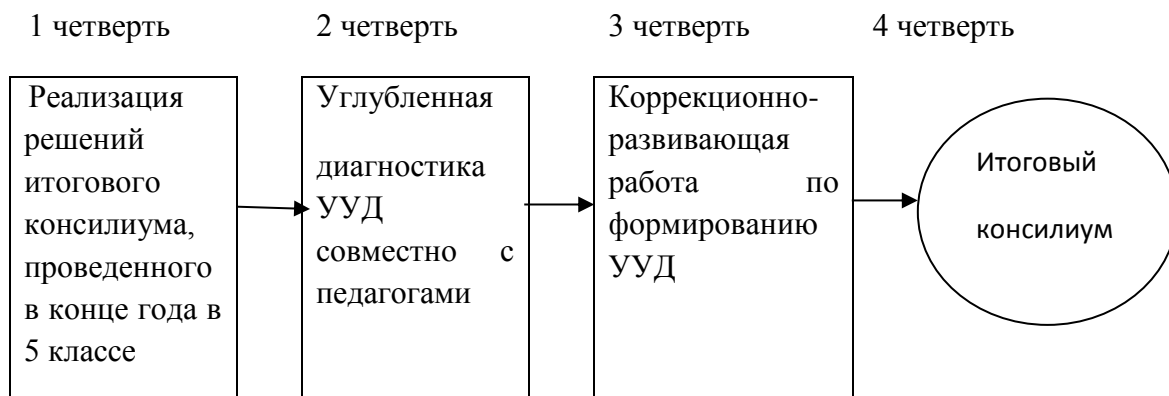 1 четверть 2 четверть 3 четверть 4 четверть
Реализация
решений
итогового
консилиума,
проведенного
в конце года в
5 классе
Углубленная
диагностика
УУД
совместно с
педагогами
Коррекционно-
развивающая
работа по
формированию
УУД
Итоговый
консилиум